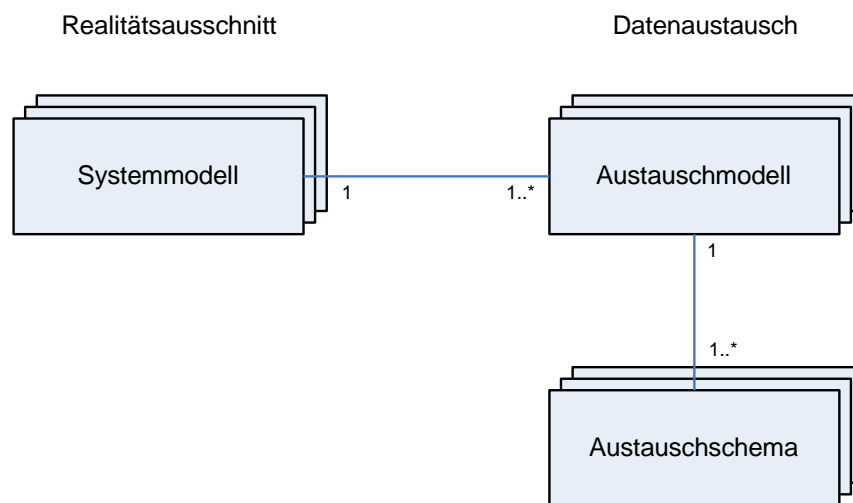 Realitätsausschnitt
Datenaustausch
Systemmodell
Austauschmodell
1
1..*
1
1..*
Austauschschema